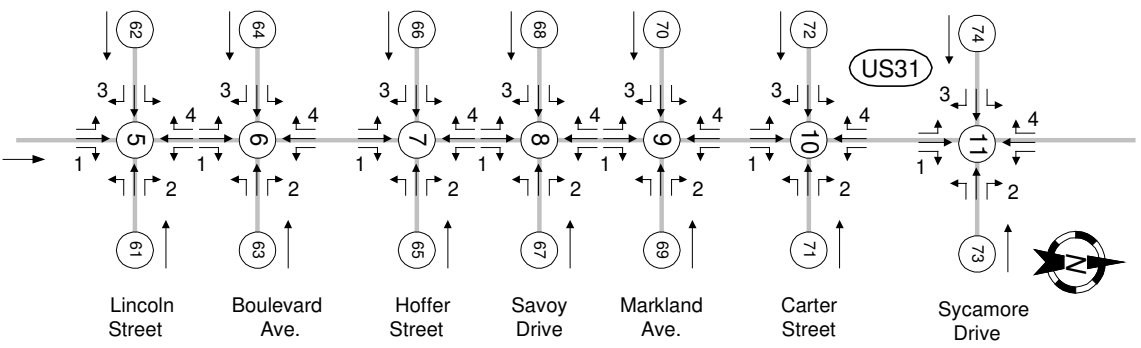 62 64 66 68 70 72 74
US31
3 3 3 3 3 3 3
4 4 4 4 4 4 4
5 6 7 8 9 10 11
1 1 1 1 1 1 1
2 2 2 2 2 2 2
61 63 65 67 69 71 73
N
Lincoln Street
Boulevard Ave.
Hoffer Street
Savoy Drive
Markland Ave.
Carter Street
Sycamore Drive